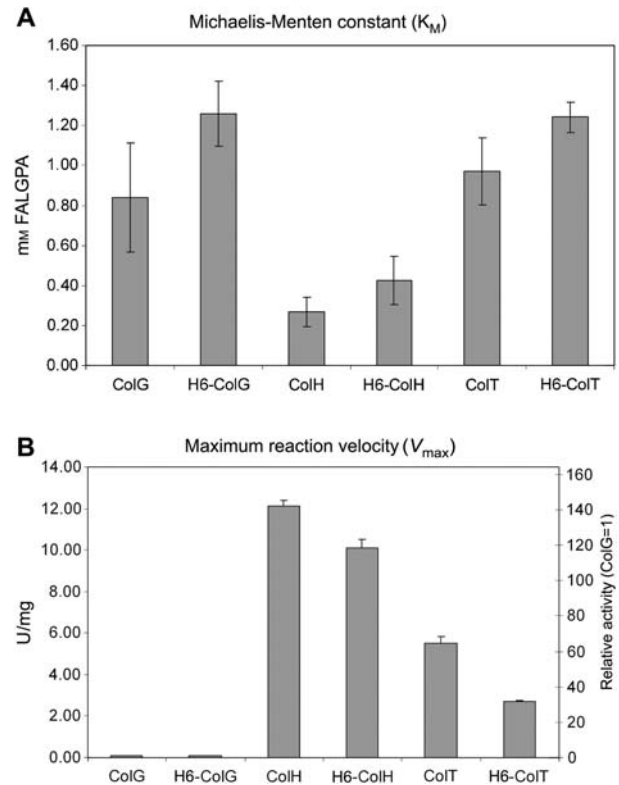 A
Michaelis-Menten constant (KM)
1.60
1.40
1.20
1.00
0.80
0.60
0.40
0.20
0.00
mM FALGPA
ColG H6-ColG ColH H6-ColH ColT H6-ColT
B
Maximum reaction velocity (Vmax)
14.00
12.00
10.00
8.00
6.00
4.00
2.00
0.00
U/mg
160
140
120
100
80
60
40
20
0
Relative activity (ColG=1)
ColG H6-ColG ColH H6-ColH ColT H6-ColT